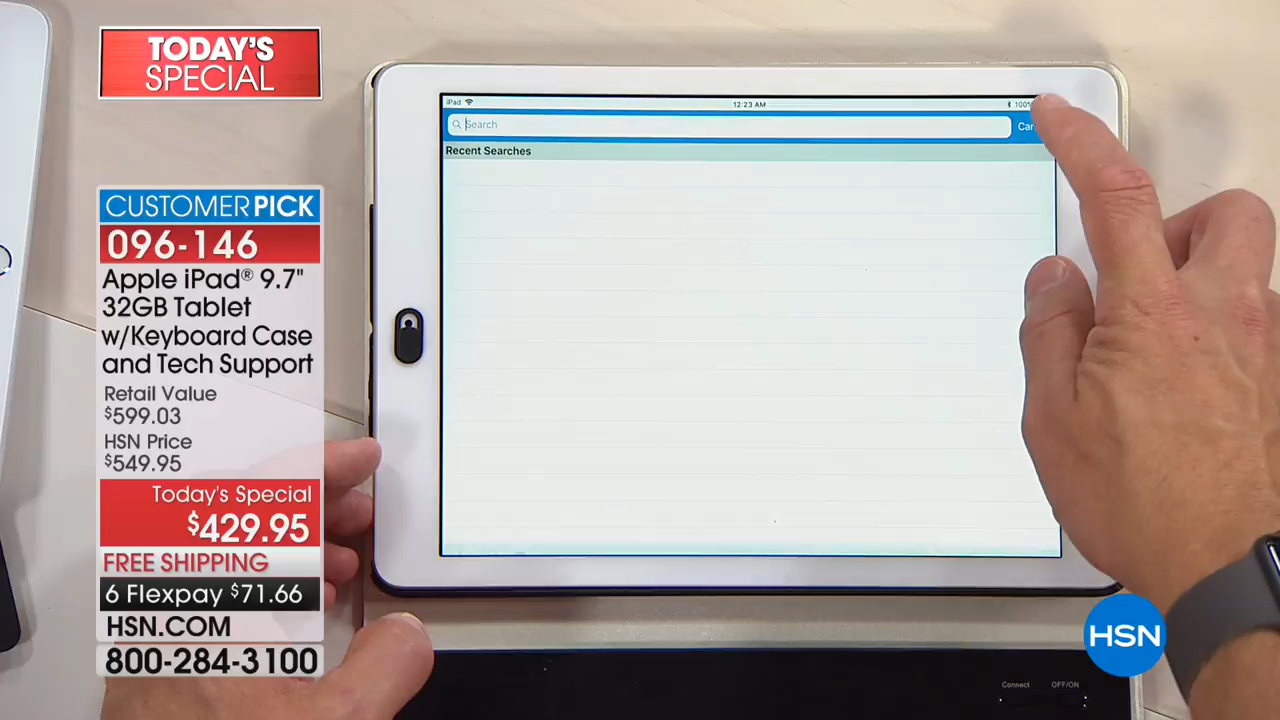 TODAY'S
SPECIAL
CUSTOMER PICK
096-146
Apple iPad® 9.7"
32GB Tablet
w/Keyboard Case
and Tech Support
Retail Value
$599.03
HSN Price
$549.95
Today's Special
$429.95
FREE SHIPPING
6 Flexpay $71.66
HSN.COM
800-284-3100
iPad
12:23 AM
100%
Search
Recent Searches
HSN
Connect
OFF/ON